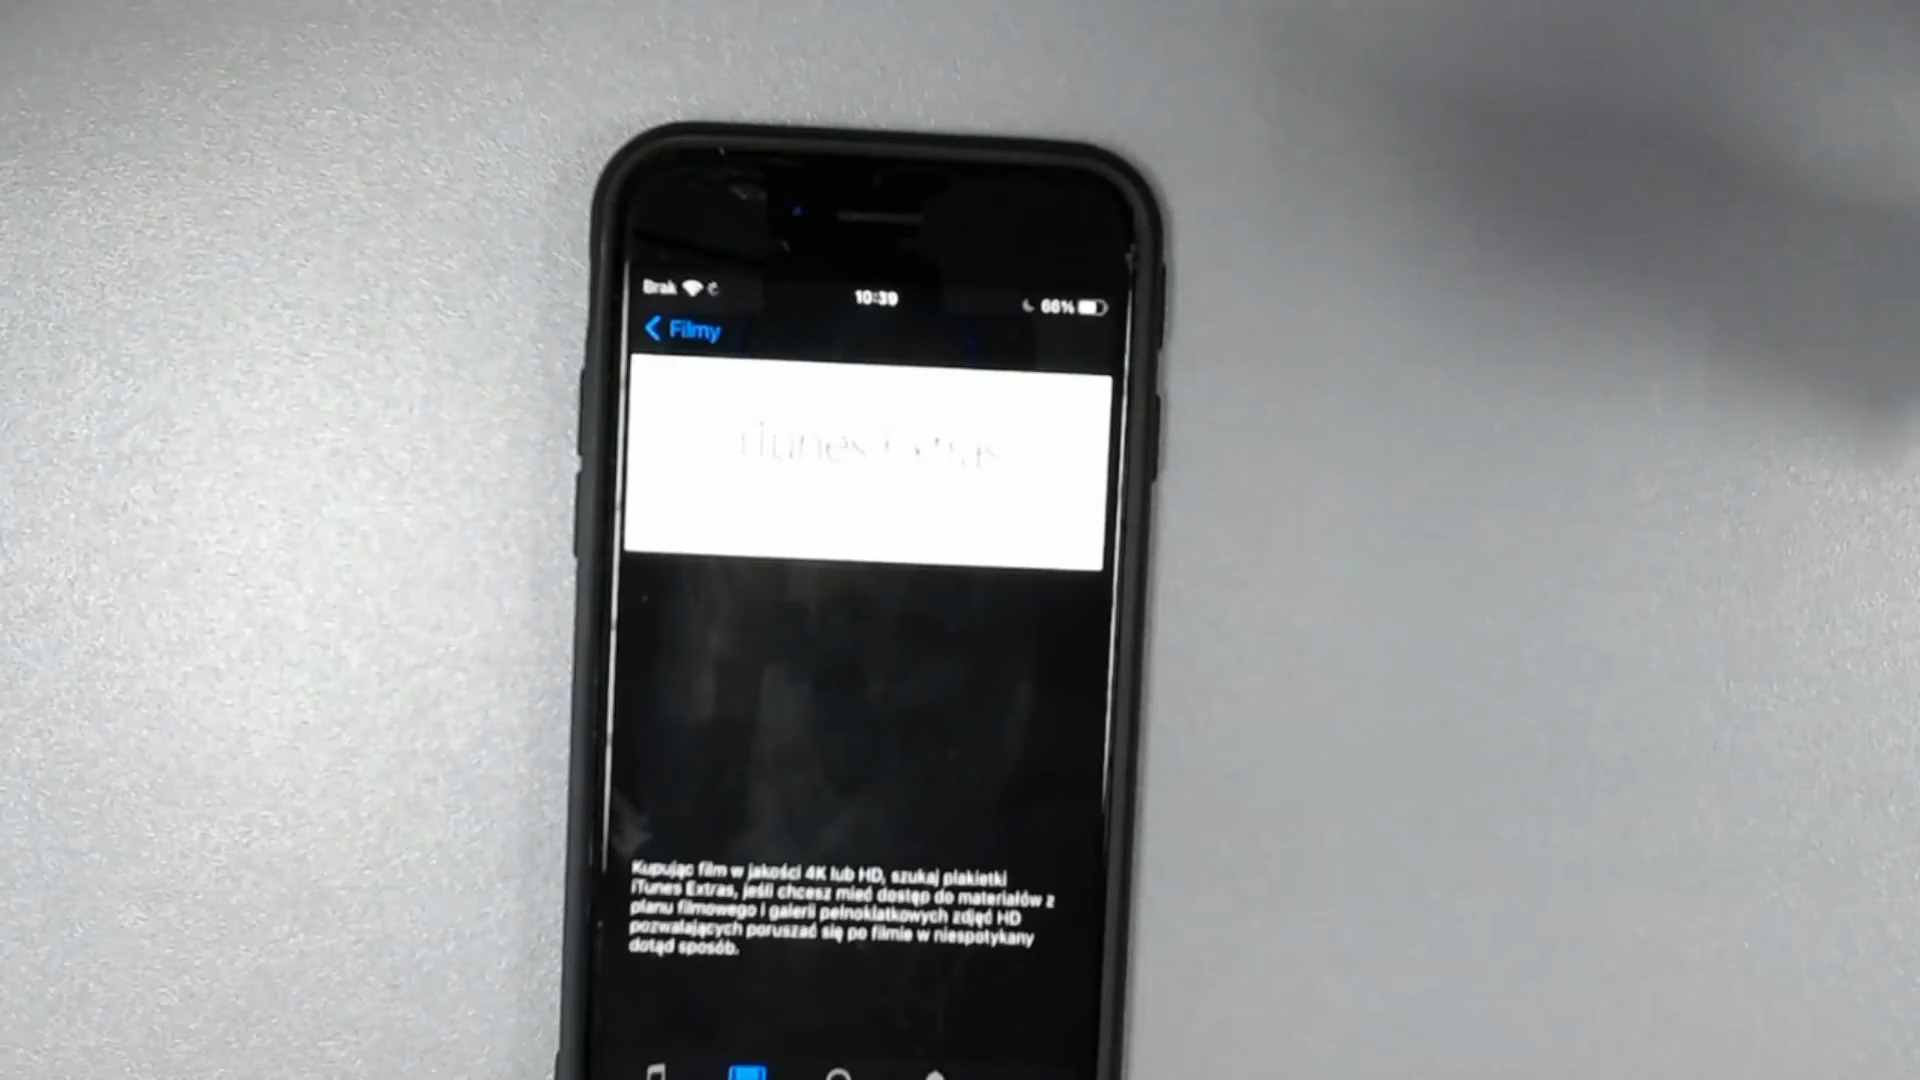 Brak 10:39 66%
Filmy
iTunes Extras
Kupując film w jakości 4K lub HD, szukaj plakietki
iTunes Extras, jeśli chcesz mieć dostęp do materiałów z
planu filmowego i galerii pełnoklatkowych zdjęć HD
pozwalających poruszać się po filmie w niespotykany
dotąd sposób.